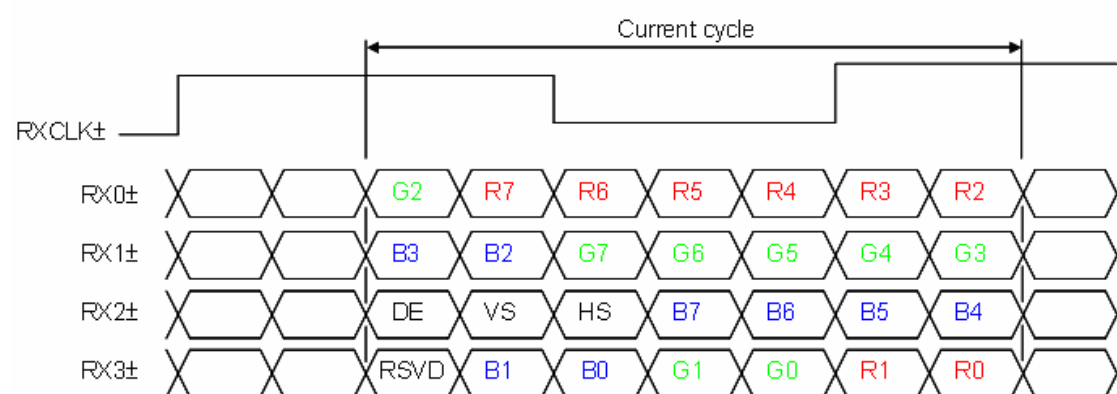 Current cycle
RXCLK±
RX0± G2 R7 R6 R5 R4 R3 R2
RX1± B3 B2 G7 G6 G5 G4 G3
RX2± DE VS HS B7 B6 B5 B4
RX3± RSVD B1 B0 G1 G0 R1 R0